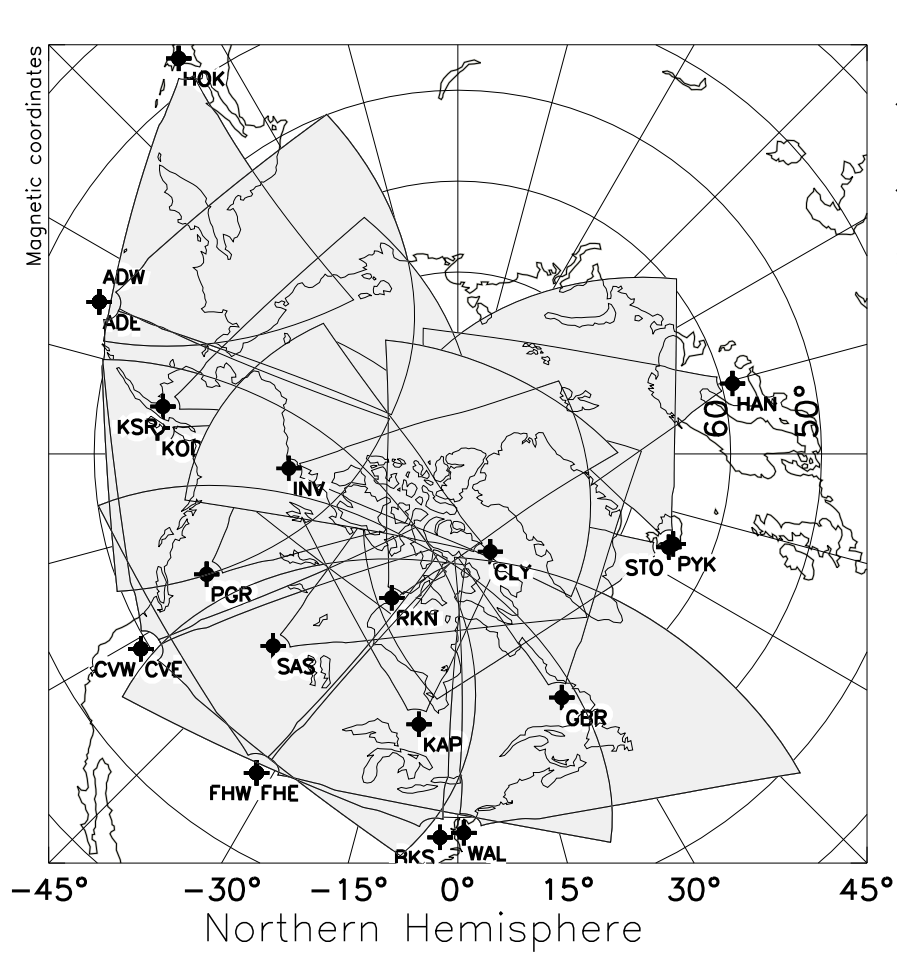 Magnetic coordinates
HOK
ADW
ADE
HAN
60
50°
KSR
KOD
INV
STO PYK
CLY
PGR
RKN
CVW CVE
SAS
GBR
KAP
FHW FHE
BKS WAL
−45° −30° −15° 0° 15° 30° 45°
Northern Hemisphere